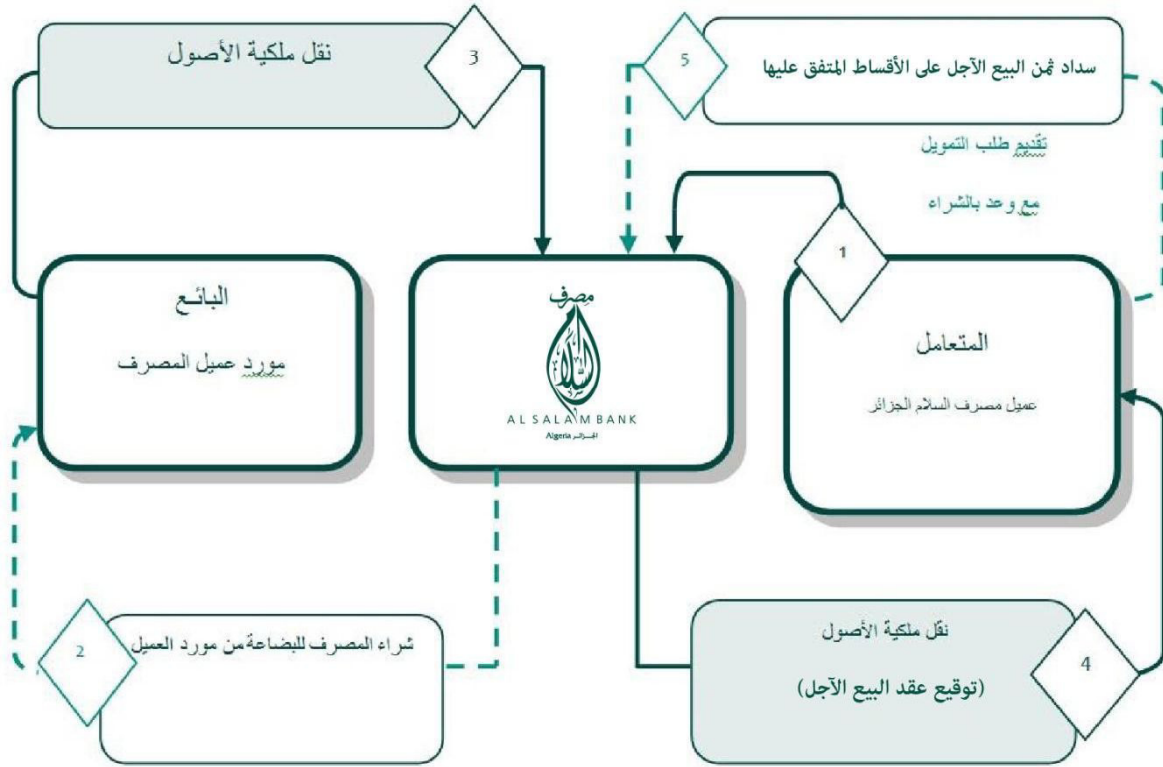 نقل ملكية الأصول
3
5
سداد ثمن البيع الآجل على الأقساط المتفق عليها
تقديم طلب التمويل
مع وعد بالشراء
1
البائع
مورد عميل المصرف
مصرف
السلام
AL SALAM BANK
Algeria الجزائر
المتعامل
عميل مصرف السلام الجزائر
2
شراء المصرف للبضاعة من مورد العميل
نقل ملكية الأصول
(توقيع عقد البيع الآجل)
4